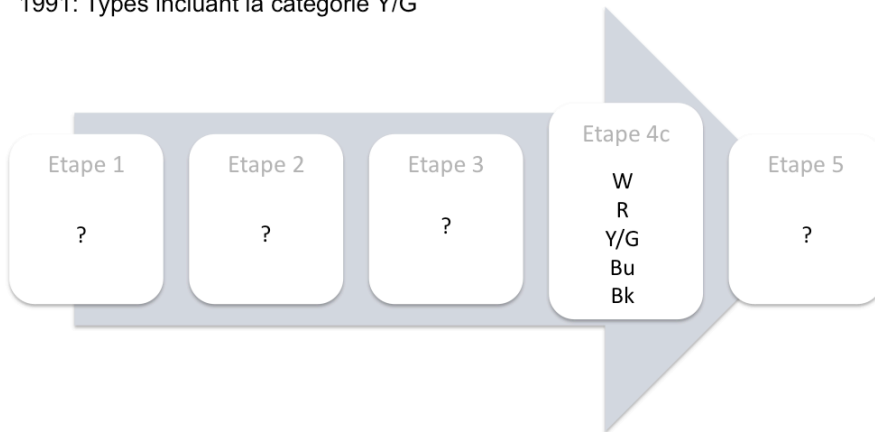 1991: Types incluant la catégorie Y/G
Etape 1
?
Etape 2
?
Etape 3
?
Etape 4c
W
R
Y/G
Bu
Bk
Etape 5
?